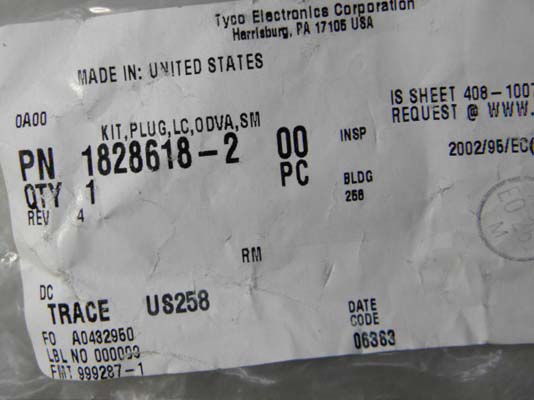 Tyco Electronics Corporation
Harrisburg, PA 17105 USA
MADE IN: UNITED STATES
IS SHEET 408-1007
REQUEST @ WWW.
0A00
KIT,PLUG,LC,ODVA,SM
PN 1828618-2 00
INSP
2002/95/EC(
QTY 1 PC
BLDG
258
REV 4
RM
DC
TRACE US258
DATE
CODE
FO A0432950
06363
LBL NO 000003
FMT 999287-1